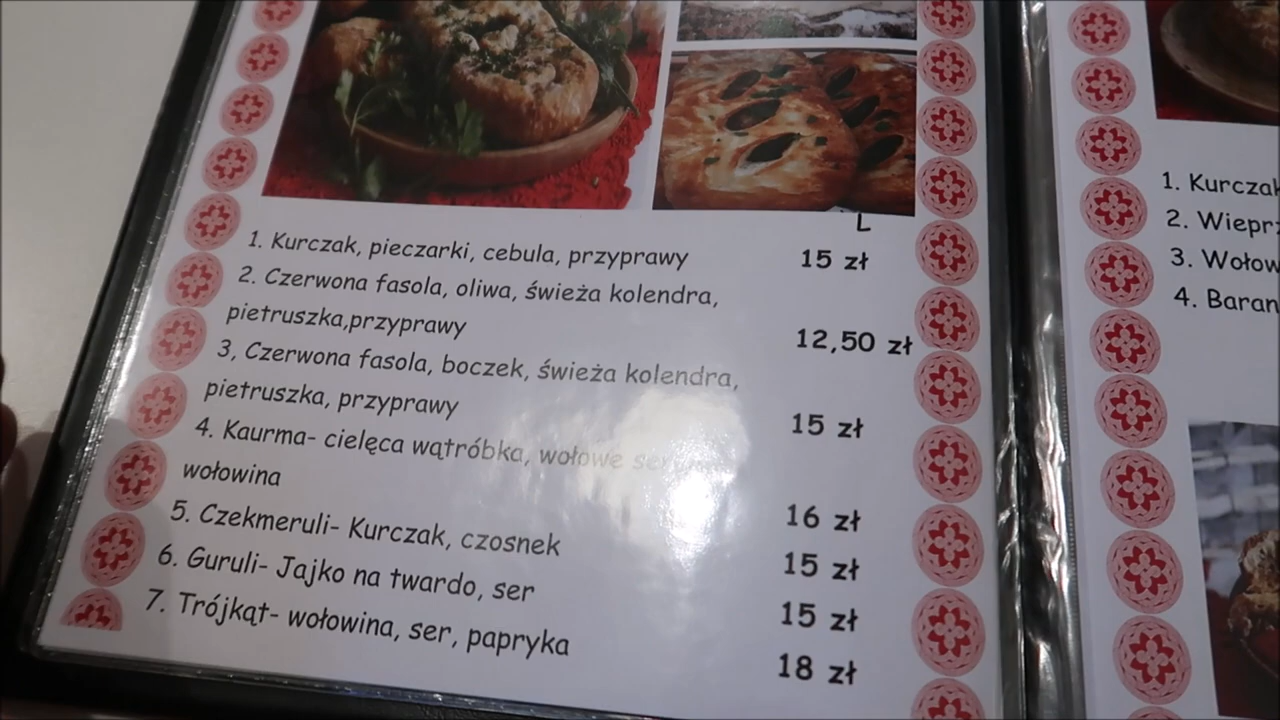 L
1. Kurczak, pieczarki, cebula, przyprawy 15 zł
2. Czerwona fasola, oliwa, świeża kolendra,
pietruszka,przyprawy 12,50 zł
3, Czerwona fasola, boczek, świeża kolendra,
pietruszka, przyprawy 15 zł
4. Kaurma- cielęca wątróbka, wołowe
wołowina 16 zł
5. Czekmeruli- Kurczak, czosnek 15 zł
6. Guruli- Jajko na twardo, ser 15 zł
7. Trójkąt- wołowina, ser, papryka 18 zł
1. Kurczak
2. Wieprz
3. Wołow
4. Baran